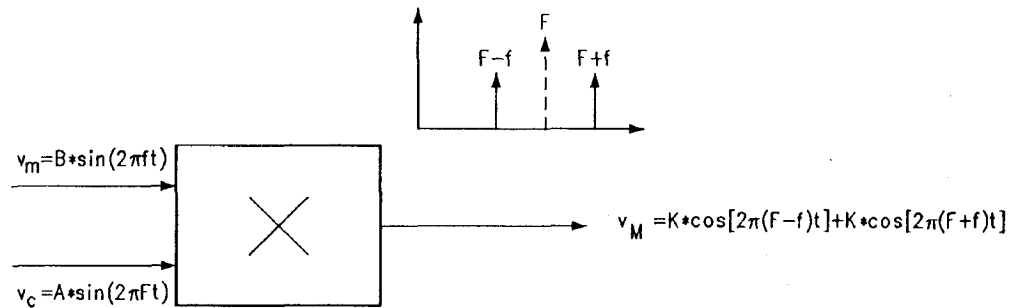 F
F-f
F+f
v_m=B*sin(2πft)
v_M=K*cos[2π(F-f)t]+K*cos[2π(F+f)t]
v_c=A*sin(2πFt)